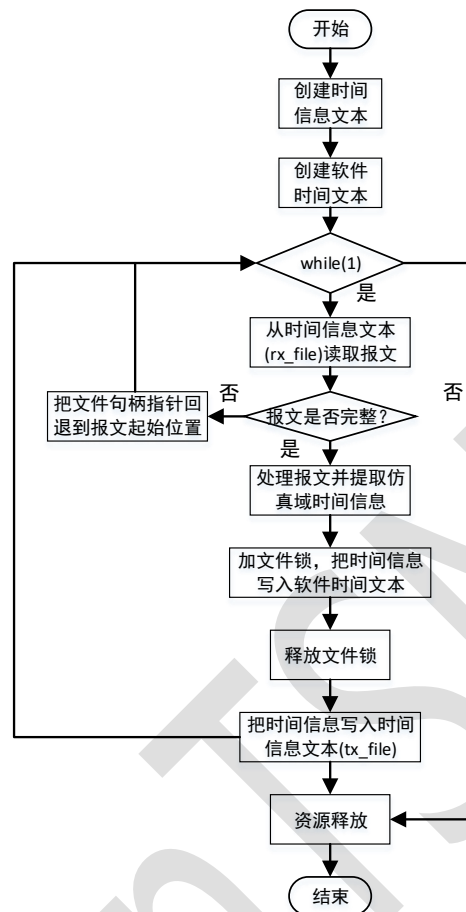 开始
创建时间
信息文本
创建软件
时间文本
while(1)
是
从时间信息文本
(rx_file)读取报文
否
把文件句柄指针回
退到报文起始位置
否
报文是否完整？
是
处理报文并提取仿
真域时间信息
加文件锁，把时间信息
写入软件时间文本
释放文件锁
把时间信息写入时间
信息文本(tx_file)
资源释放
结束